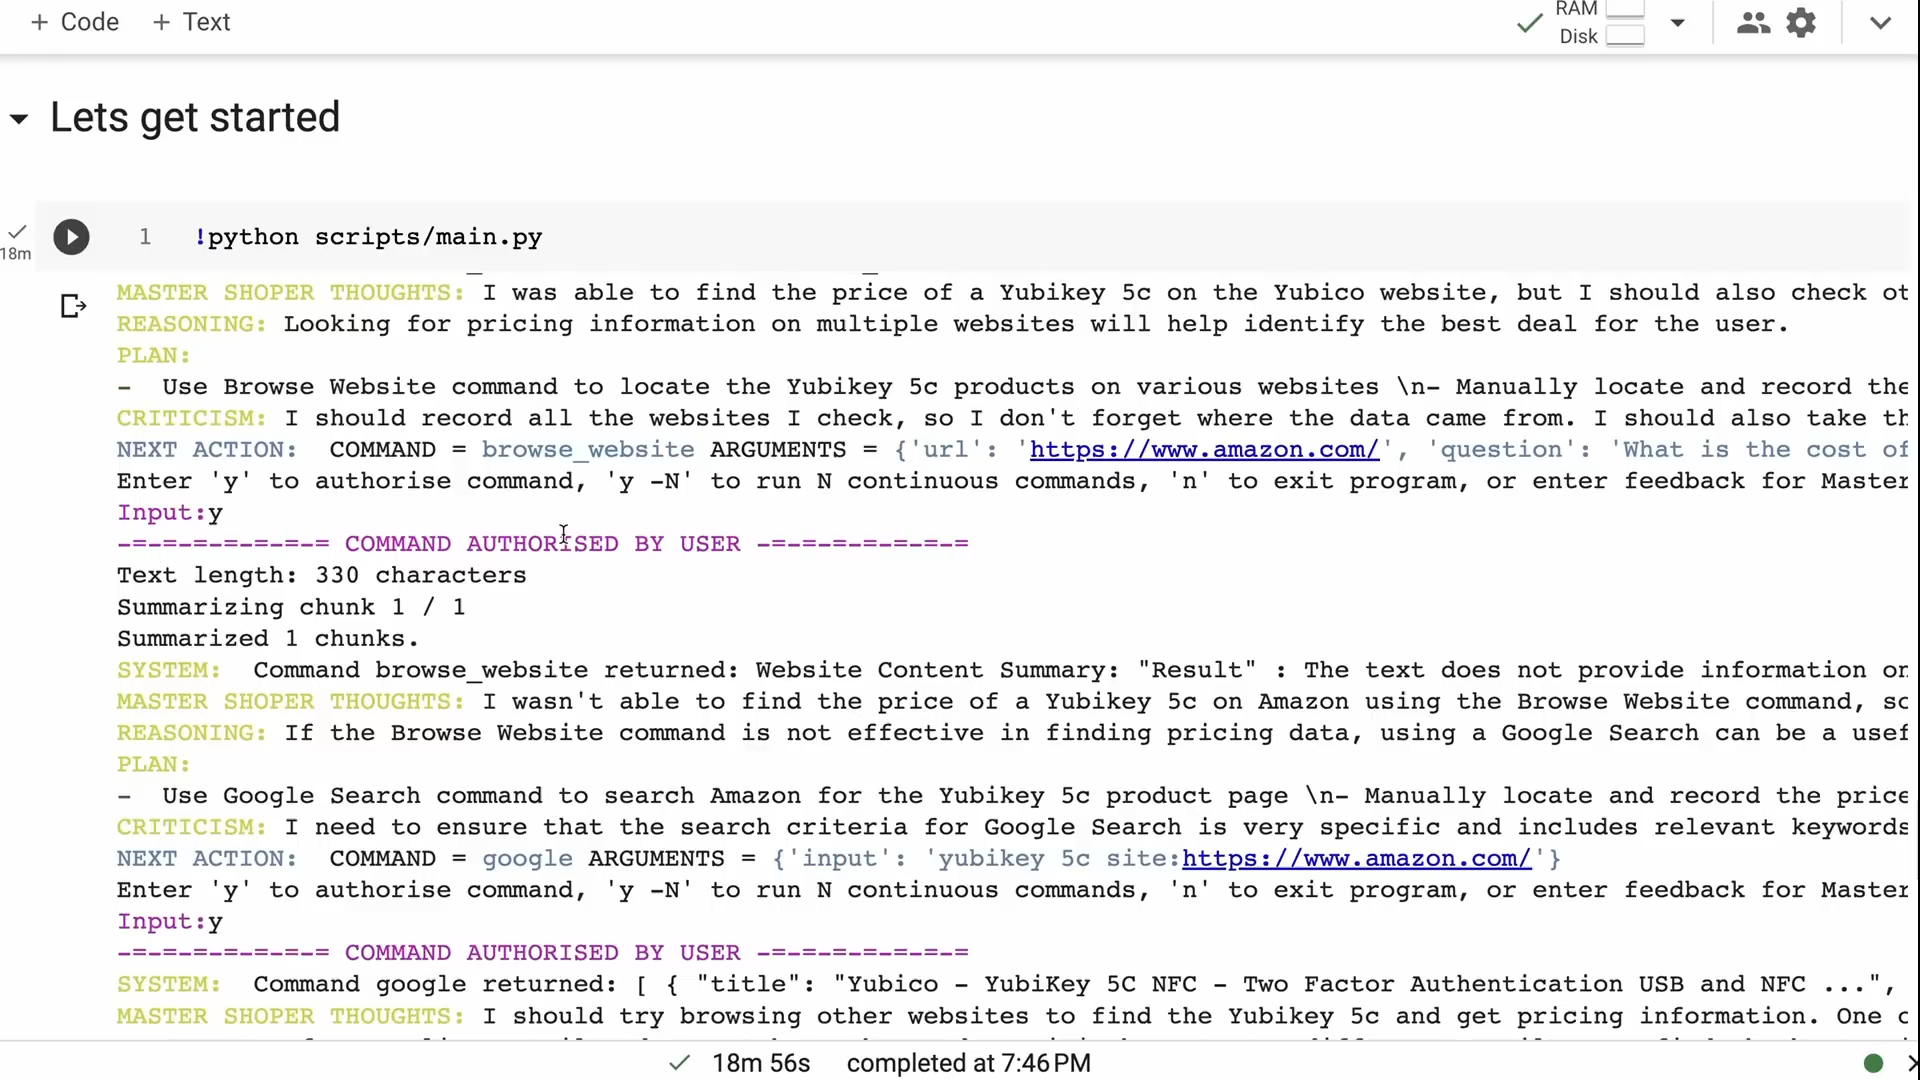 + Code + Text
RAM
Disk
Lets get started
18m
1 !python scripts/main.py
MASTER SHOPER THOUGHTS: I was able to find the price of a Yubikey 5c on the Yubico website, but I should also check ot
REASONING: Looking for pricing information on multiple websites will help identify the best deal for the user.
PLAN:
- Use Browse Website command to locate the Yubikey 5c products on various websites \n- Manually locate and record the
CRITICISM: I should record all the websites I check, so I don't forget where the data came from. I should also take th
NEXT ACTION: COMMAND = browse_website ARGUMENTS = {'url': 'https://www.amazon.com/', 'question': 'What is the cost of
Enter 'y' to authorise command, 'y -N' to run N continuous commands, 'n' to exit program, or enter feedback for Master
Input:y
-=-=-=-=-=-=-= COMMAND AUTHORISED BY USER -=-=-=-=-=-=-=
Text length: 330 characters
Summarizing chunk 1 / 1
Summarized 1 chunks.
SYSTEM: Command browse_website returned: Website Content Summary: "Result" : The text does not provide information on
MASTER SHOPER THOUGHTS: I wasn't able to find the price of a Yubikey 5c on Amazon using the Browse Website command, so
REASONING: If the Browse Website command is not effective in finding pricing data, using a Google Search can be a usef
PLAN:
- Use Google Search command to search Amazon for the Yubikey 5c product page \n- Manually locate and record the price
CRITICISM: I need to ensure that the search criteria for Google Search is very specific and includes relevant keywords
NEXT ACTION: COMMAND = google ARGUMENTS = {'input': 'yubikey 5c site:https://www.amazon.com/'}
Enter 'y' to authorise command, 'y -N' to run N continuous commands, 'n' to exit program, or enter feedback for Master
Input:y
-=-=-=-=-=-=-= COMMAND AUTHORISED BY USER -=-=-=-=-=-=-=
SYSTEM: Command google returned: [ { "title": "Yubico - YubiKey 5C NFC - Two Factor Authentication USB and NFC ...",
MASTER SHOPER THOUGHTS: I should try browsing other websites to find the Yubikey 5c and get pricing information. One
18m 56s completed at 7:46 PM